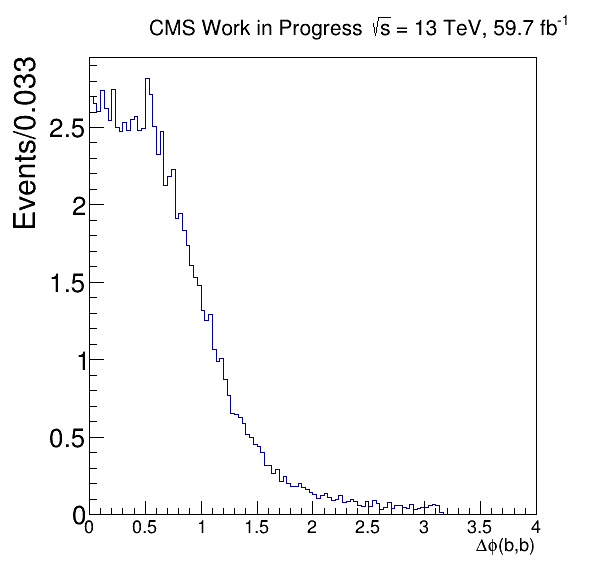 CMS Work in Progress √s = 13 TeV, 59.7 fb⁻¹
Events/0.033
2.5
2
1.5
1
0.5
0
0 0.5 1 1.5 2 2.5 3 3.5 4
Δϕ(b,b)